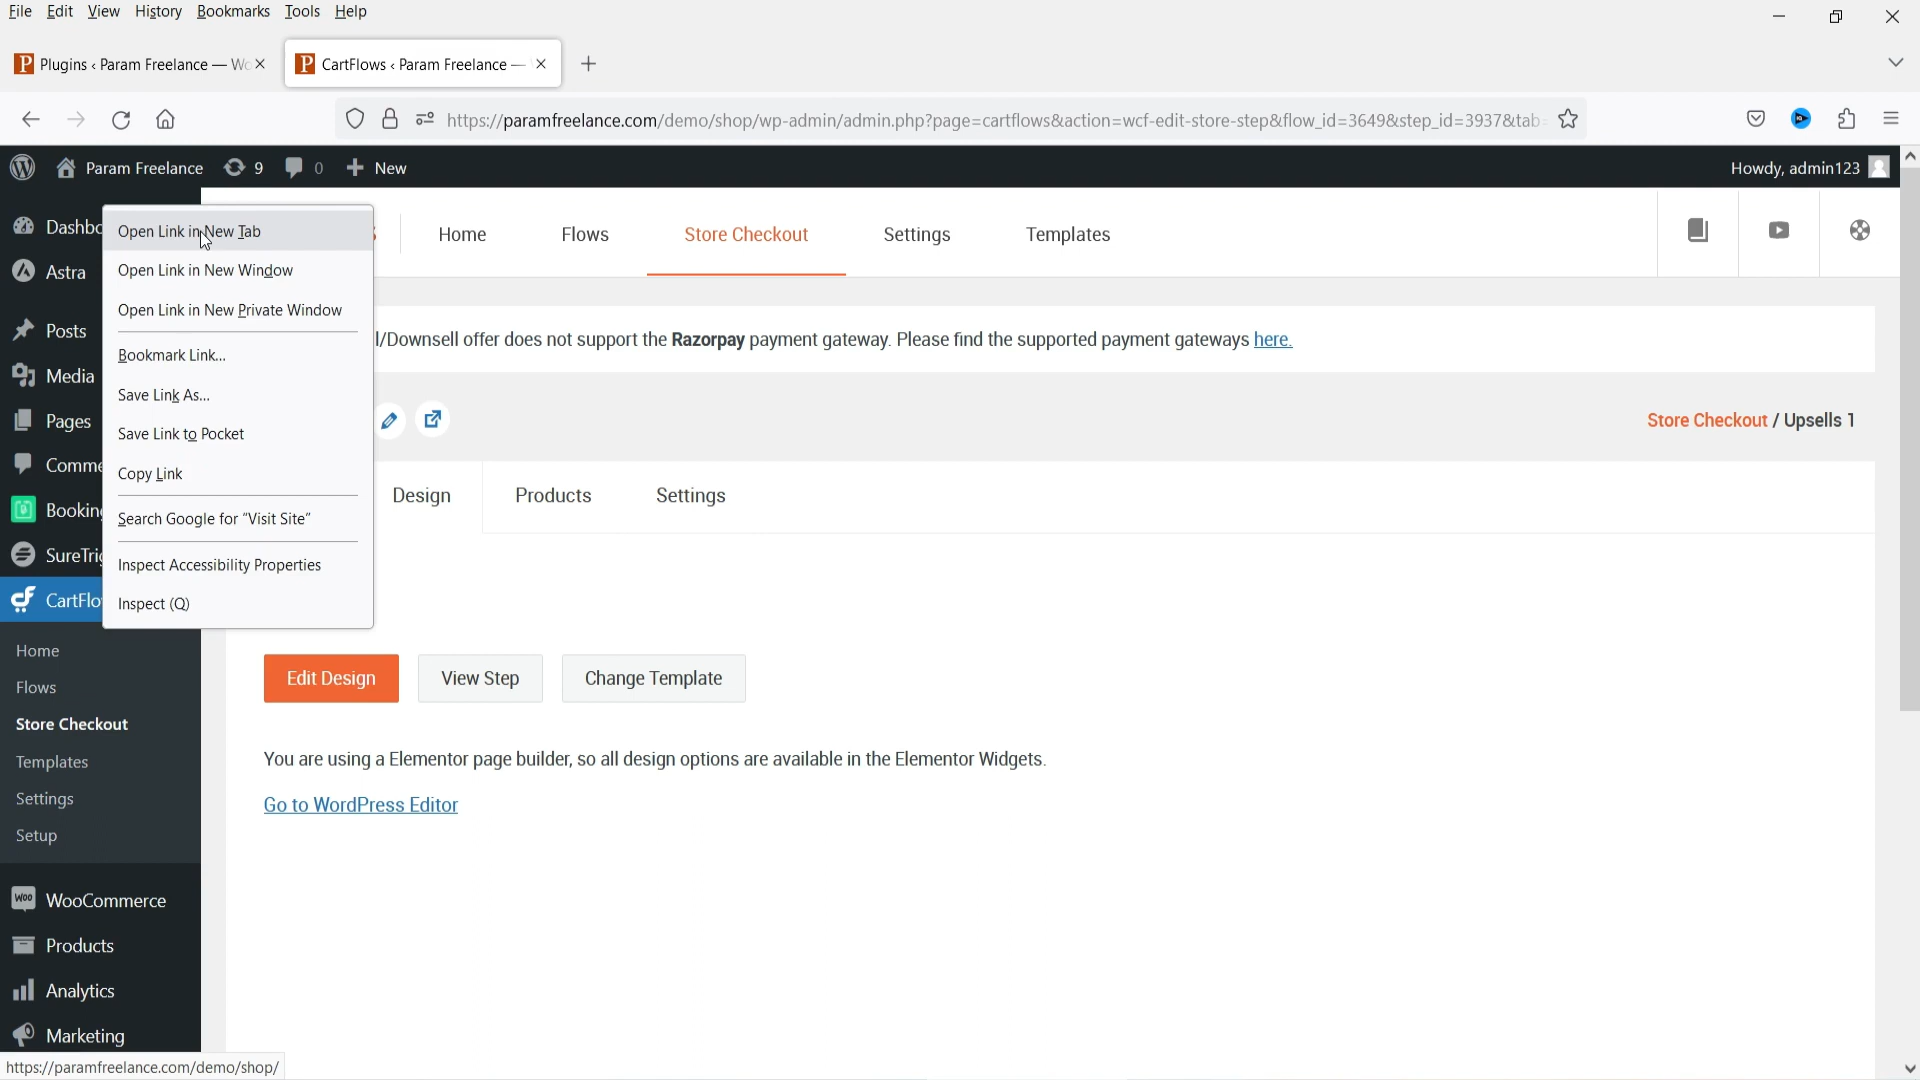 File Edit View History Bookmarks Tools Help
Plugins ‹ Param Freelance — Wo
CartFlows ‹ Param Freelance —
https://paramfreelance.com/demo/shop/wp-admin/admin.php?page=cartflows&action=wcf-edit-store-step&flow_id=3649&step_id=3937&tab=
Param Freelance 9 0 New
Howdy, admin123
Home Flows Store Checkout Settings Templates
l/Downsell offer does not support the Razorpay payment gateway. Please find the supported payment gateways here.
Store Checkout / Upsells 1
Design Products Settings
Edit Design View Step Change Template
You are using a Elementor page builder, so all design options are available in the Elementor Widgets.
Go to WordPress Editor
Open Link in New Tab
Open Link in New Window
Open Link in New Private Window
Bookmark Link...
Save Link As...
Save Link to Pocket
Copy Link
Search Google for "Visit Site"
Inspect Accessibility Properties
Inspect (Q)
Dashbo
Astra
Posts
Media
Pages
Comme
Booking
SureTrig
CartFlo
Home
Flows
Store Checkout
Templates
Settings
Setup
Woo WooCommerce
Products
Analytics
Marketing
https://paramfreelance.com/demo/shop/